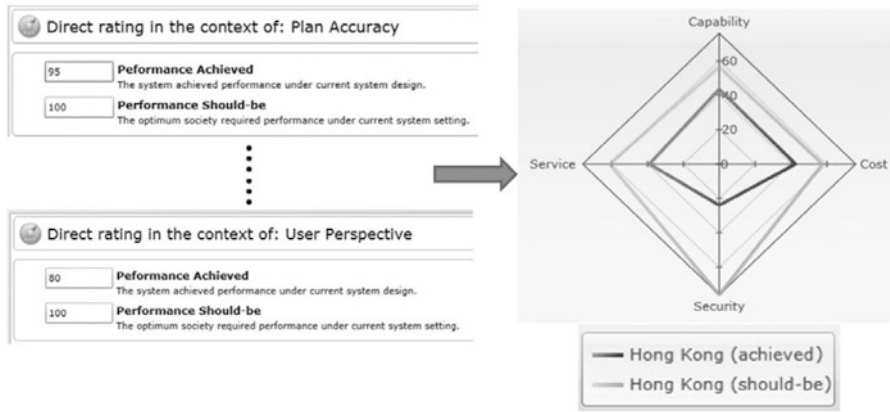 Direct rating in the context of: Plan Accuracy
95
Peformance Achieved
The system achieved performance under current system design.
100
Performance Should-be
The optimum society required performance under current system setting.
Direct rating in the context of: User Perspective
80
Peformance Achieved
The system achieved performance under current system design.
100
Performance Should-be
The optimum society required performance under current system setting.
Capability
60
40
20
Service
0
Cost
Security
Hong Kong (achieved)
Hong Kong (should-be)